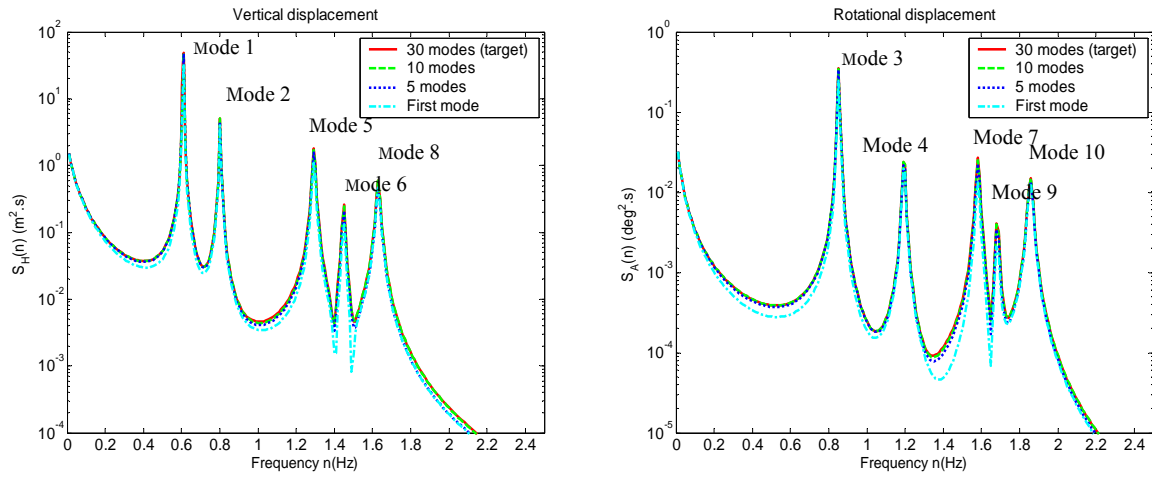 Vertical displacement
10^2
10^1
10^0
10^-1
10^-2
10^-3
10^-4
S_H(n) (m^2.s)
Mode 1
Mode 2
Mode 5
Mode 6
Mode 8
30 modes (target)
10 modes
5 modes
First mode
0 0.2 0.4 0.6 0.8 1 1.2 1.4 1.6 1.8 2 2.2 2.4
Frequency n(Hz)
Rotational displacement
10^0
10^-1
10^-2
10^-3
10^-4
10^-5
S_A(n) (deg^2.s)
Mode 3
Mode 4
Mode 7
Mode 9
Mode 10
30 modes (target)
10 modes
5 modes
First mode
0 0.2 0.4 0.6 0.8 1 1.2 1.4 1.6 1.8 2 2.2 2.4
Frequency n(Hz)